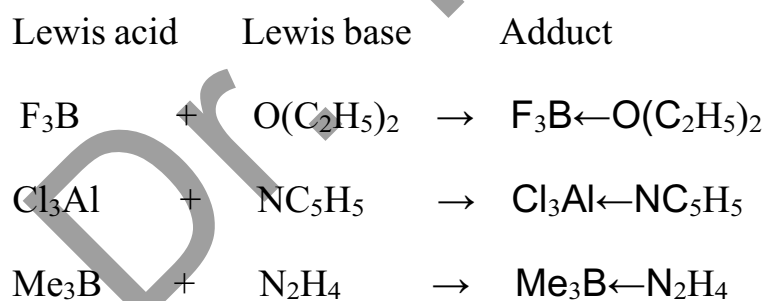 Lewis acid Lewis base Adduct
F₃B + O(C₂H₅)₂ → F₃B←O(C₂H₅)₂
Cl₃Al + NC₅H₅ → Cl₃Al←NC₅H₅
Me₃B + N₂H₄ → Me₃B←N₂H₄
Dr.